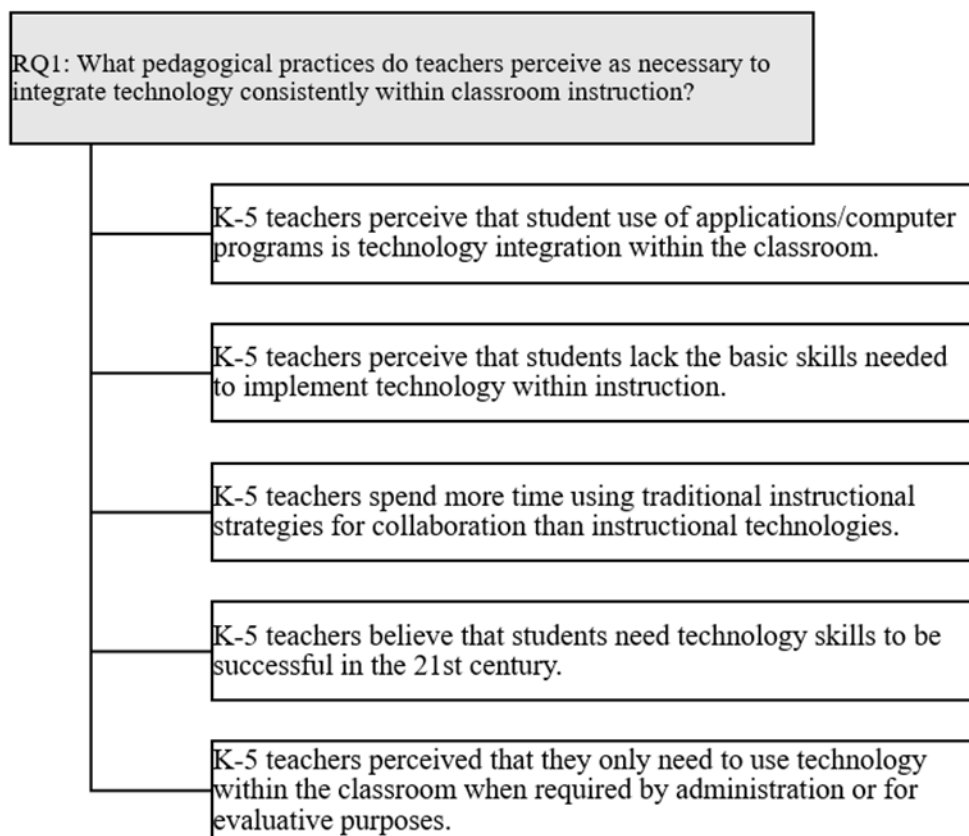 RQ1: What pedagogical practices do teachers perceive as necessary to
integrate technology consistently within classroom instruction?
K-5 teachers perceive that student use of applications/computer
programs is technology integration within the classroom.
K-5 teachers perceive that students lack the basic skills needed
to implement technology within instruction.
K-5 teachers spend more time using traditional instructional
strategies for collaboration than instructional technologies.
K-5 teachers believe that students need technology skills to be
successful in the 21st century.
K-5 teachers perceived that they only need to use technology
within the classroom when required by administration or for
evaluative purposes.